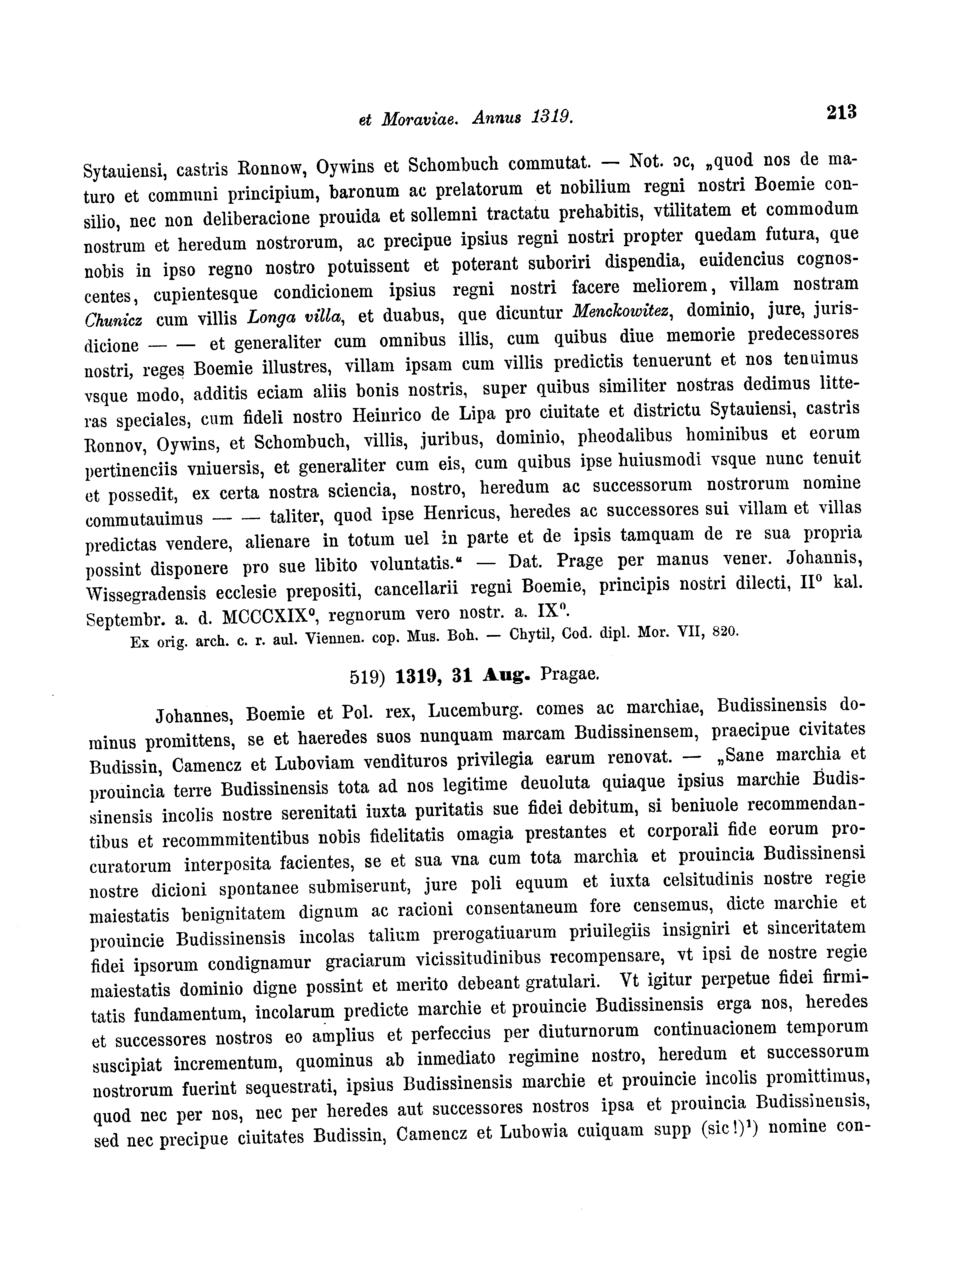 et Moraviae. Annus 1319. 213
Sytauiensi, castris Ronnow, Oywins et Schombuch commutat. — Not. ɔc, „quod nos de ma-
turo et communi principium, baronum ac prelatorum et nobilium regni nostri Boemie con-
silio, nec non deliberacione prouida et sollemni tractatu prehabitis, vtilitatem et commodum
nostrum et heredum nostrorum, ac precipue ipsius regni nostri propter quedam futura, que
nobis in ipso regno nostro potuissent et poterant suboriri dispendia, euidencius cognos-
centes, cupientesque condicionem ipsius regni nostri facere meliorem, villam nostram
Chunicz cum villis Longa villa, et duabus, que dicuntur Menckowitez, dominio, jure, juris-
dicione — — et generaliter cum omnibus illis, cum quibus diue memorie predecessores
nostri, reges Boemie illustres, villam ipsam cum villis predictis tenuerunt et nos tenuimus
vsque modo, additis eciam aliis bonis nostris, super quibus similiter nostras dedimus litte-
ras speciales, cum fideli nostro Heinrico de Lipa pro ciuitate et districtu Sytauiensi, castris
Ronnov, Oywins, et Schombuch, villis, juribus, dominio, pheodalibus hominibus et eorum
pertinenciis vniuersis, et generaliter cum eis, cum quibus ipse huiusmodi vsque nunc tenuit
et possedit, ex certa nostra sciencia, nostro, heredum ac successorum nostrorum nomine
commutauimus — — taliter, quod ipse Henricus, heredes ac successores sui villam et villas
predictas vendere, alienare in totum uel in parte et de ipsis tamquam de re sua propria
possint disponere pro sue libito voluntatis.“ — Dat. Prage per manus vener. Johannis,
Wissegradensis ecclesie prepositi, cancellarii regni Boemie, principis nostri dilecti, II⁰ kal.
Septembr. a. d. MCCCXIX⁰, regnorum vero nostr. a. IX⁰.
Ex orig. arch. c. r. aul. Viennen. cop. Mus. Boh. — Chytil, Cod. dipl. Mor. VII, 820.
519) 1319, 31 Aug. Pragae.
Johannes, Boemie et Pol. rex, Lucemburg. comes ac marchiae, Budissinensis do-
minus promittens, se et haeredes suos nunquam marcam Budissinensem, praecipue civitates
Budissin, Camencz et Luboviam vendituros privilegia earum renovat. — „Sane marchia et
prouincia terre Budissinensis tota ad nos legitime deuoluta quiaque ipsius marchie Budis-
sinensis incolis nostre serenitati iuxta puritatis sue fidei debitum, si beniuole recommendan-
tibus et recommmitentibus nobis fidelitatis omagia prestantes et corporali fide eorum pro-
curatorum interposita facientes, se et sua vna cum tota marchia et prouincia Budissinensi
nostre dicioni spontanee submiserunt, jure poli equum et iuxta celsitudinis nostre regie
maiestatis benignitatem dignum ac racioni consentaneum fore censemus, dicte marchie et
prouincie Budissinensis incolas talium prerogatiuarum priuilegiis insigniri et sinceritatem
fidei ipsorum condignamur graciarum vicissitudinibus recompensare, vt ipsi de nostre regie
maiestatis dominio digne possint et merito debeant gratulari. Vt igitur perpetue fidei firmi-
tatis fundamentum, incolarum predicte marchie et prouincie Budissinensis erga nos, heredes
et successores nostros eo amplius et perfeccius per diuturnorum continuacionem temporum
suscipiat incrementum, quominus ab inmediato regimine nostro, heredum et successorum
nostrorum fuerint sequestrati, ipsius Budissinensis marchie et prouincie incolis promittimus,
quod nec per nos, nec per heredes aut successores nostros ipsa et prouincia Budissinensis,
sed nec precipue ciuitates Budissin, Camencz et Lubowia cuiquam supp (sic!)¹) nomine con-